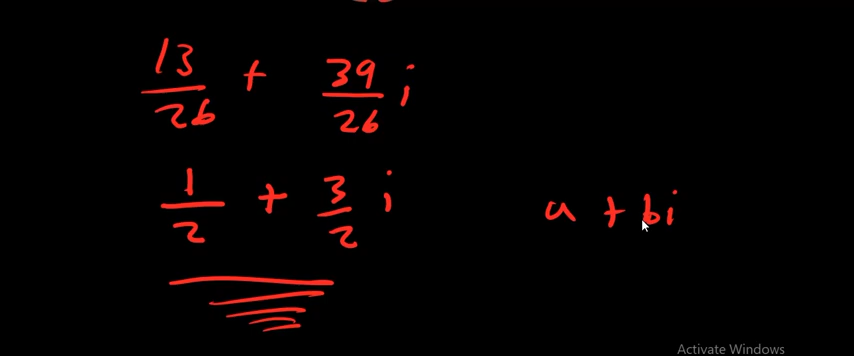 13/26 + 39/26 i
1/2 + 3/2 i
a + bi
Activate Windows